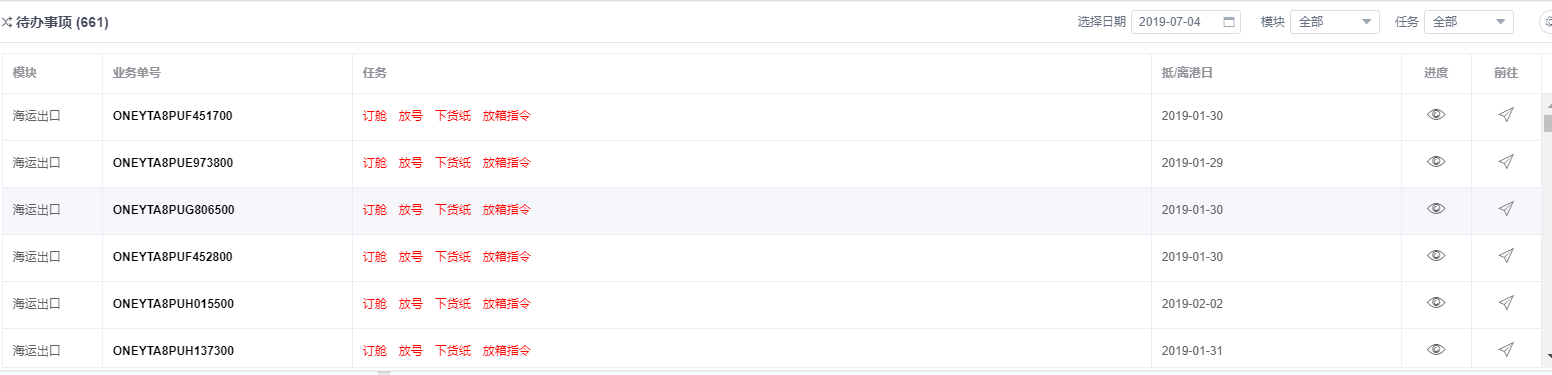 待办事项 (661) 选择日期 2019-07-04 模块 全部 任务 全部
模块 业务单号 任务 抵/离港日 进度 前往
海运出口 ONEYTA8PUF451700 订舱 放号 下货纸 放箱指令 2019-01-30
海运出口 ONEYTA8PUE973800 订舱 放号 下货纸 放箱指令 2019-01-29
海运出口 ONEYTA8PUG806500 订舱 放号 下货纸 放箱指令 2019-01-30
海运出口 ONEYTA8PUF452800 订舱 放号 下货纸 放箱指令 2019-01-30
海运出口 ONEYTA8PUH015500 订舱 放号 下货纸 放箱指令 2019-02-02
海运出口 ONEYTA8PUH137300 订舱 放号 下货纸 放箱指令 2019-01-31